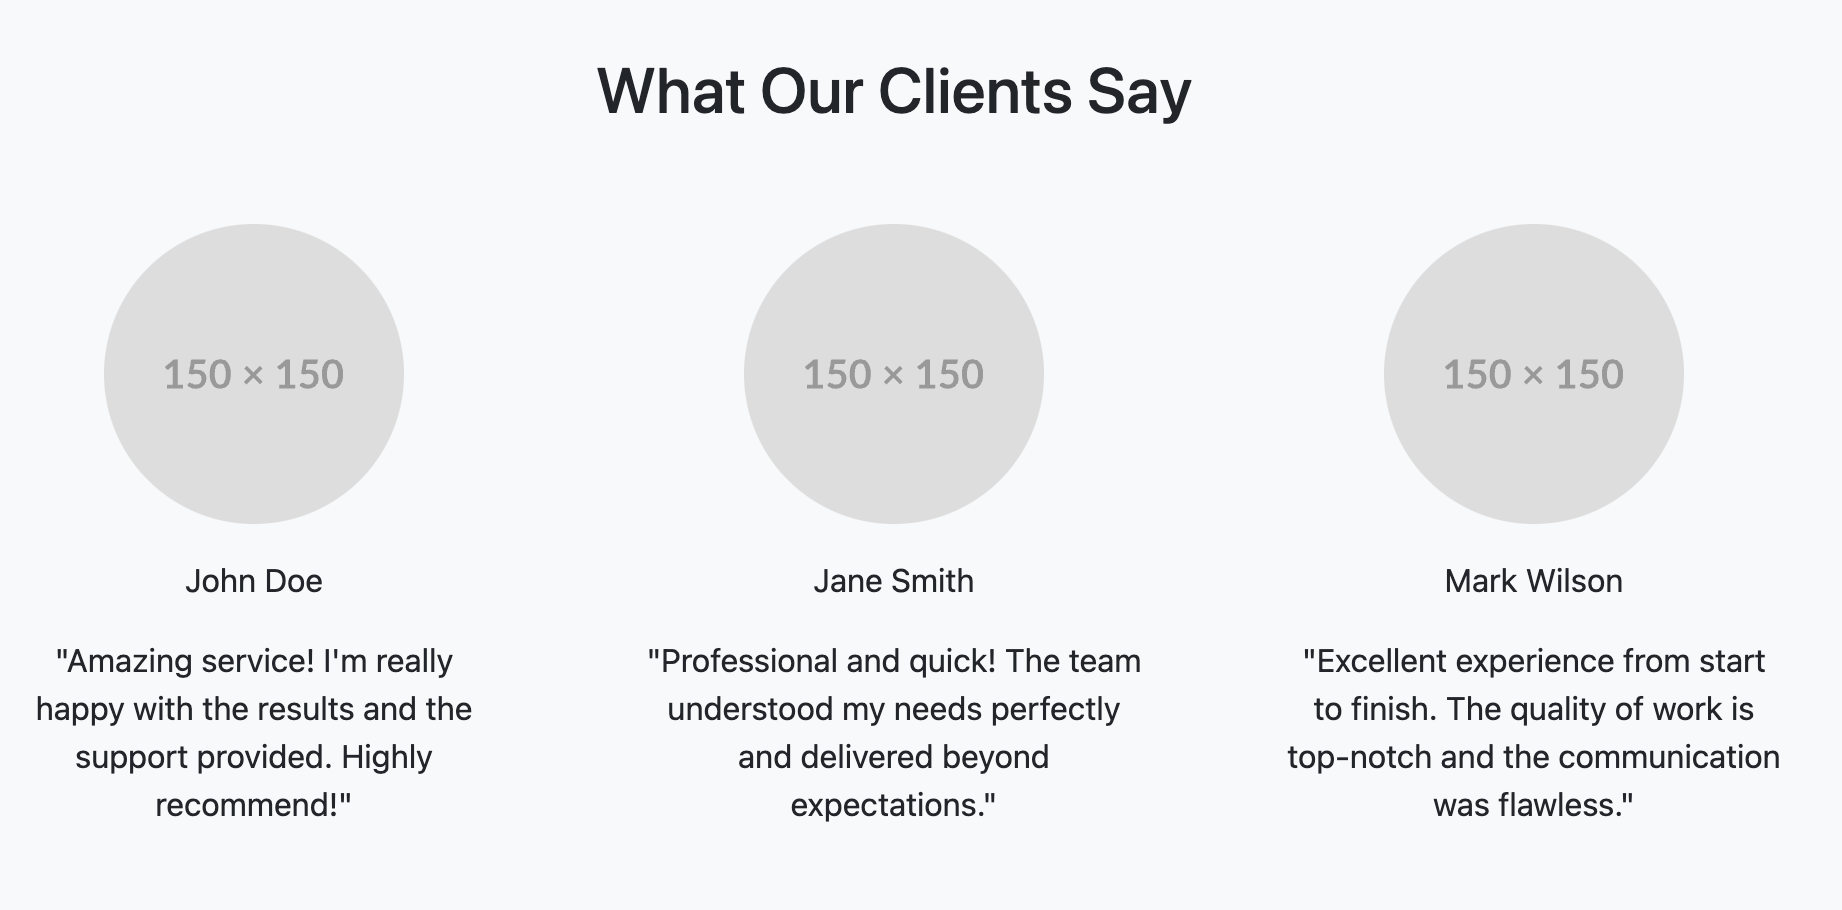 What Our Clients Say
150 × 150
150 × 150
150 × 150
John Doe
"Amazing service! I'm really
happy with the results and the
support provided. Highly
recommend!"
Jane Smith
"Professional and quick! The team
understood my needs perfectly
and delivered beyond
expectations."
Mark Wilson
"Excellent experience from start
to finish. The quality of work is
top-notch and the communication
was flawless."